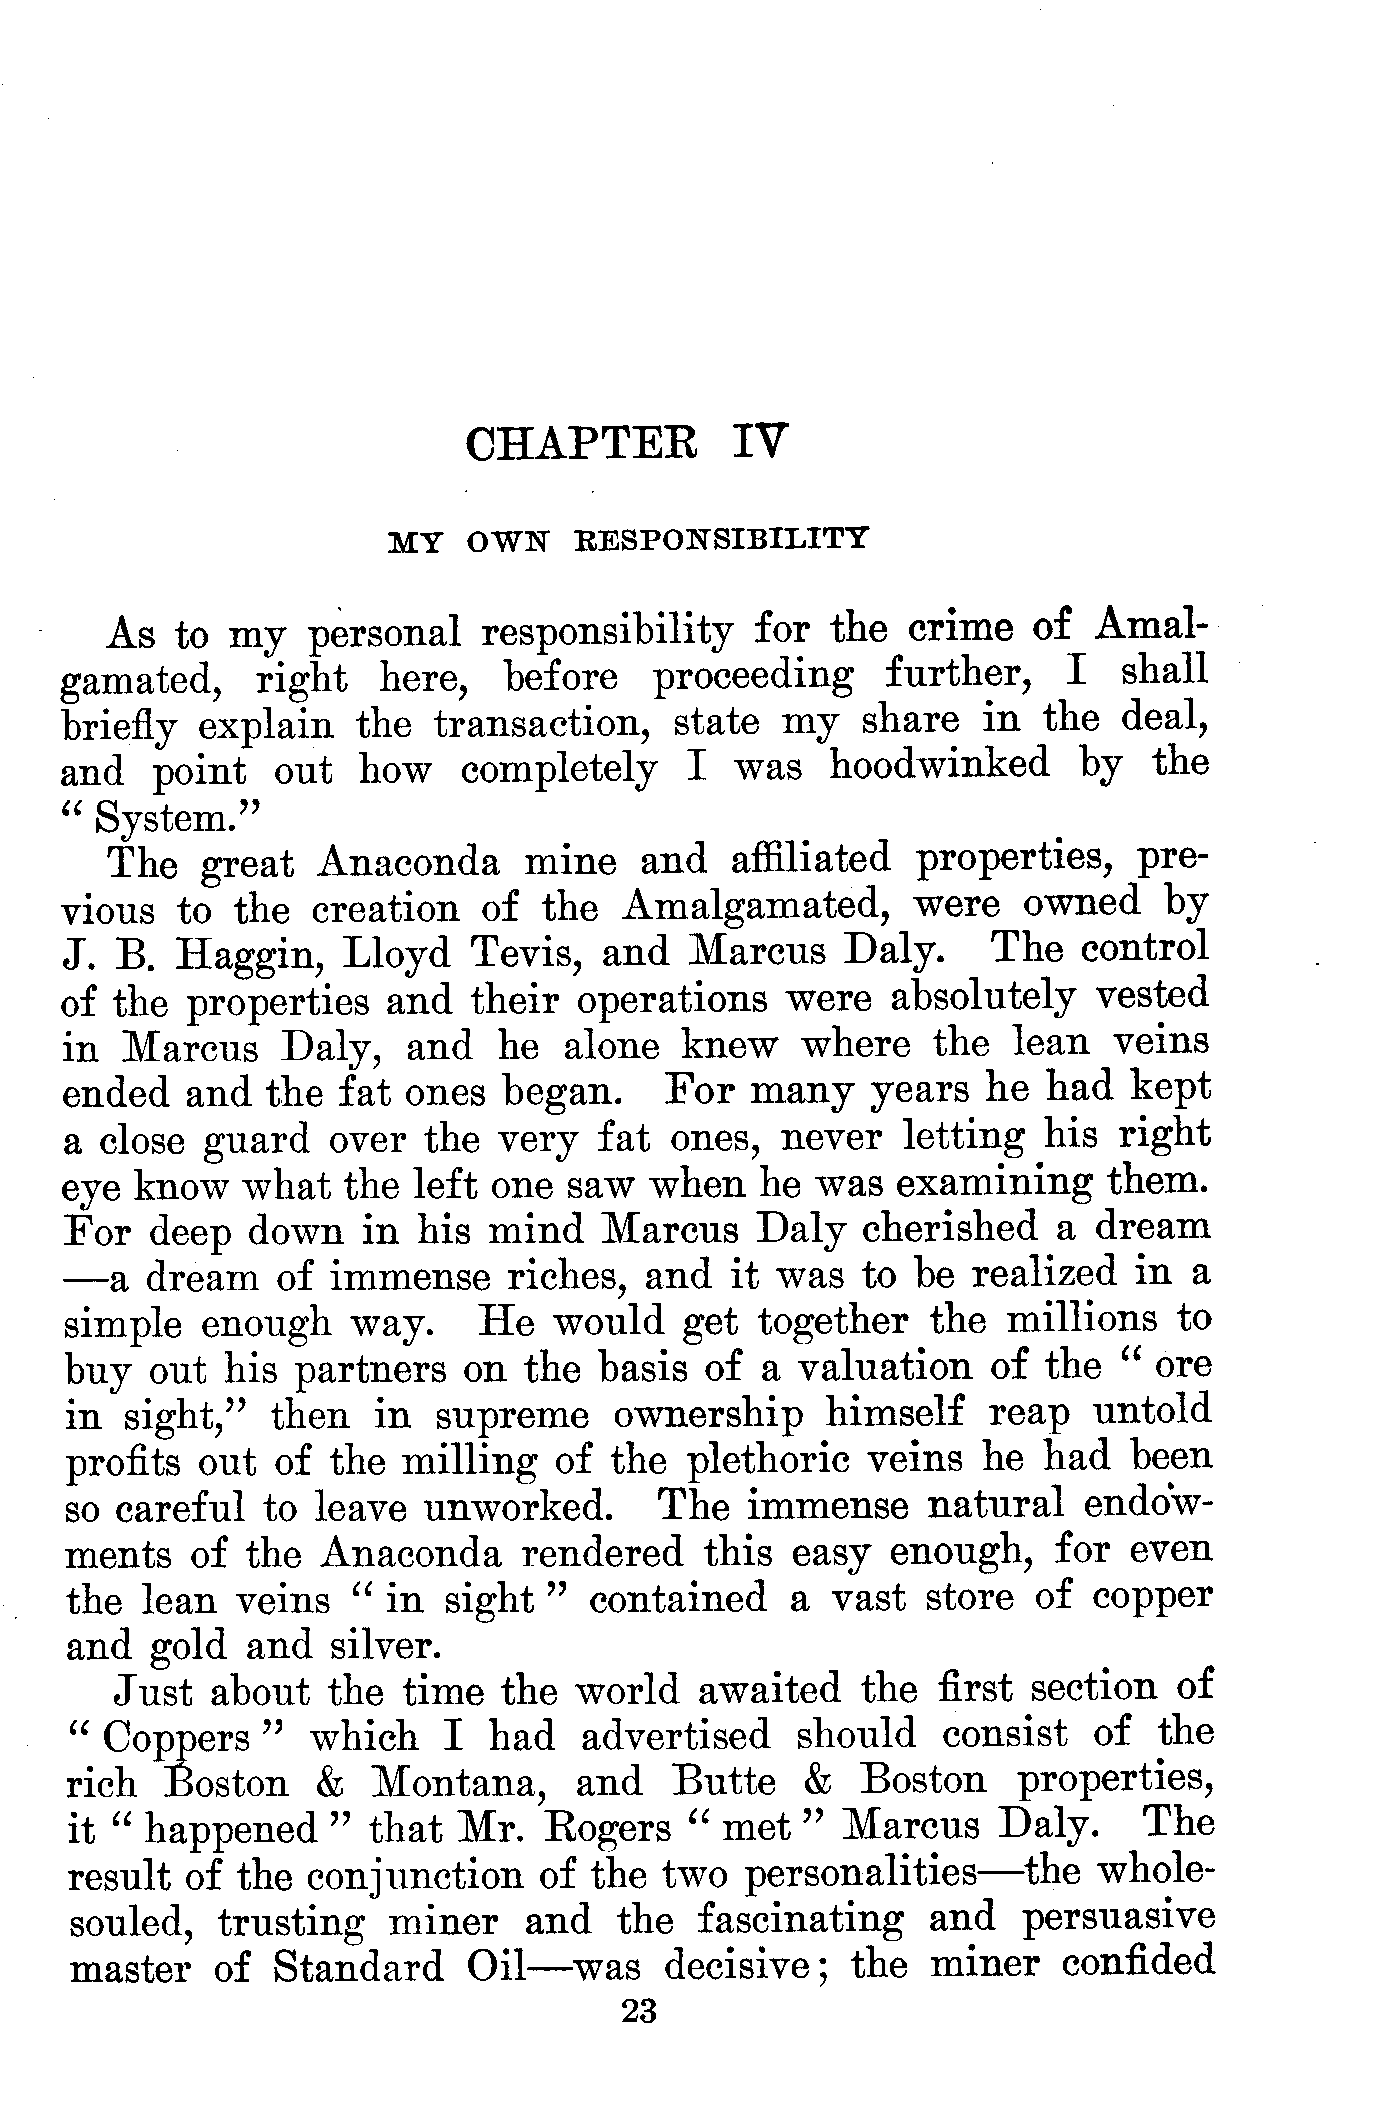 CHAPTER IV
MY OWN RESPONSIBILITY
As to my personal responsibility for the crime of Amal-
gamated, right here, before proceeding further, I shall
briefly explain the transaction, state my share in the deal,
and point out how completely I was hoodwinked by the
“ System.”
The great Anaconda mine and affiliated properties, pre-
vious to the creation of the Amalgamated, were owned by
J. B. Haggin, Lloyd Tevis, and Marcus Daly. The control
of the properties and their operations were absolutely vested
in Marcus Daly, and he alone knew where the lean veins
ended and the fat ones began. For many years he had kept
a close guard over the very fat ones, never letting his right
eye know what the left one saw when he was examining them.
For deep down in his mind Marcus Daly cherished a dream
—a dream of immense riches, and it was to be realized in a
simple enough way. He would get together the millions to
buy out his partners on the basis of a valuation of the “ ore
in sight,” then in supreme ownership himself reap untold
profits out of the milling of the plethoric veins he had been
so careful to leave unworked. The immense natural endow-
ments of the Anaconda rendered this easy enough, for even
the lean veins “ in sight ” contained a vast store of copper
and gold and silver.
Just about the time the world awaited the first section of
“ Coppers ” which I had advertised should consist of the
rich Boston & Montana, and Butte & Boston properties,
it “ happened ” that Mr. Rogers “ met ” Marcus Daly. The
result of the conjunction of the two personalities—the whole-
souled, trusting miner and the fascinating and persuasive
master of Standard Oil—was decisive; the miner confided
23